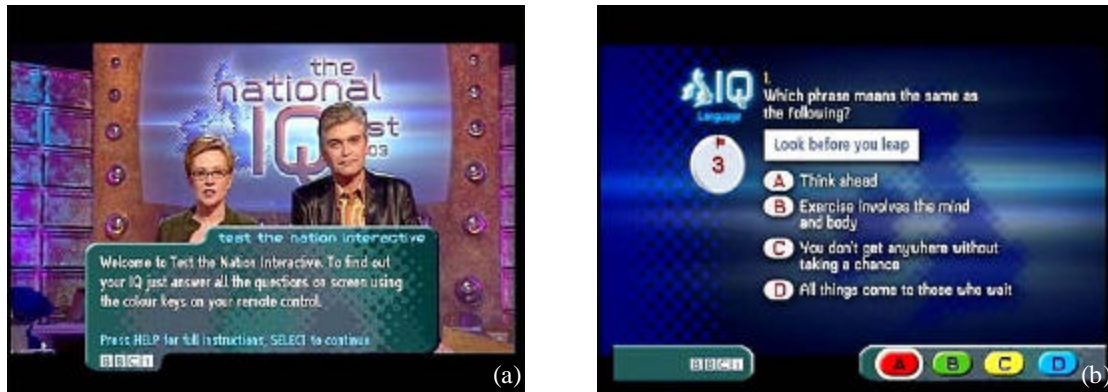 the
national
IQ
test the nation interactive
Welcome to Test the Nation Interactive. To find out
your IQ just answer all the questions on screen using
the colour keys on your remote control.
Press HELP for full instructions, SELECT to continue
BBCi
(a)
IQ
Language
1.
Which phrase means the same as
the following?
Look before you leap
3
A Think ahead
B Exercise involves the mind
and body
C You don't get anywhere without
taking a chance
D All things come to those who wait
BBCi
A B C D
(b)